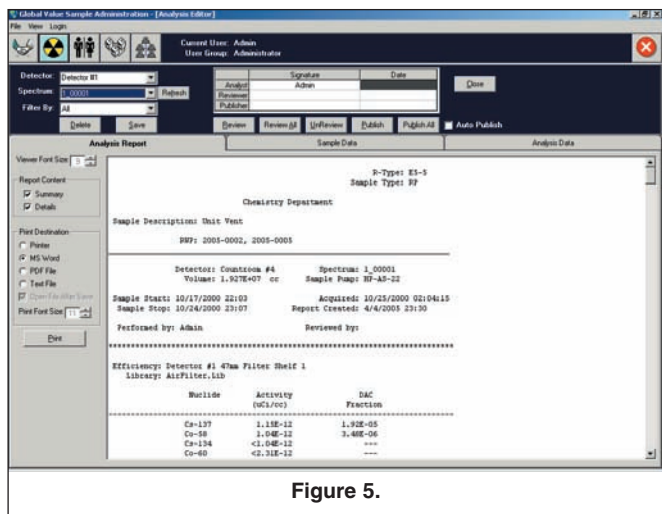 Global Value Sample Administration - [Analysis Editor]
File View Login
Current User: Admin
User Group: Administrator
Detector: Detector #1
Spectrum: 1_00001 Refresh
Filter By: All
Delete Save
Signature Date
Analyst Admin
Reviewer
Publisher
Close
Review Review All UnReview Publish Publish All Auto Publish
Analysis Report Sample Data Analysis Data
Viewer Font Size
Report Content
Summary
Details
Print Destination
Printer
MS Word
PDF File
Text File
Open File After Save
Print Font Size 11
Print
R-Type: ES-5
Sample Type: RP
Chemistry Department
Sample Description: Unit Vent
RWP: 2005-0002, 2005-0005
Detector: Countroom #4 Spectrum: 1_00001
Volume: 1.927E+07 cc Sample Pump: HP-AS-22
Sample Start: 10/17/2000 22:03 Acquired: 10/25/2000 02:04:15
Sample Stop: 10/24/2000 23:07 Report Created: 4/4/2005 23:30
Performed by: Admin Reviewed by:
Efficiency: Detector #1 47mm Filter Shelf 1
Library: AirFilter.Lib
Nuclide Activity DAC
(uCi/cc) Fraction
Cs-137 1.15E-12 1.92E-05
Co-58 1.04E-12 3.48E-06
Cs-134 <1.04E-12 ---
Co-60 <2.31E-12 ---
Figure 5.